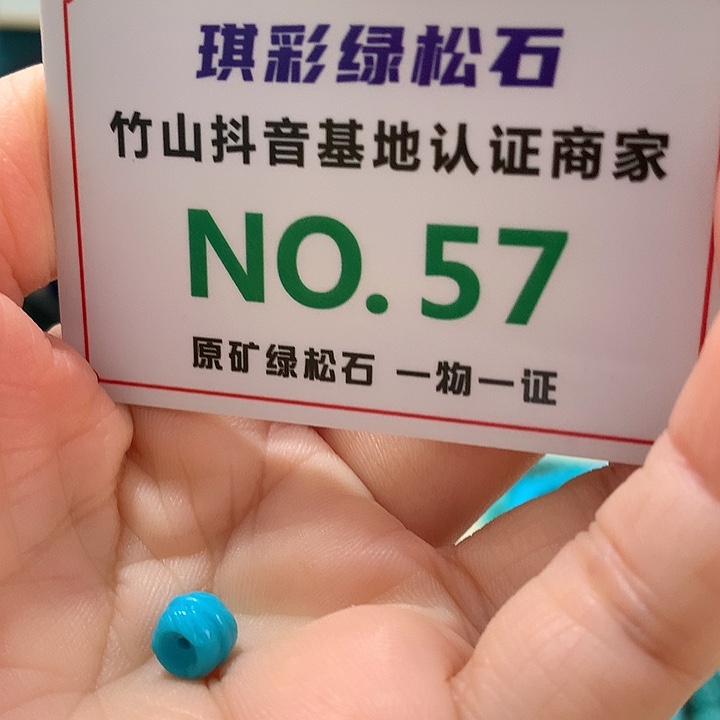 琪彩绿松石
竹山抖音基地认证商家
NO.57
原矿绿松石 一物一证